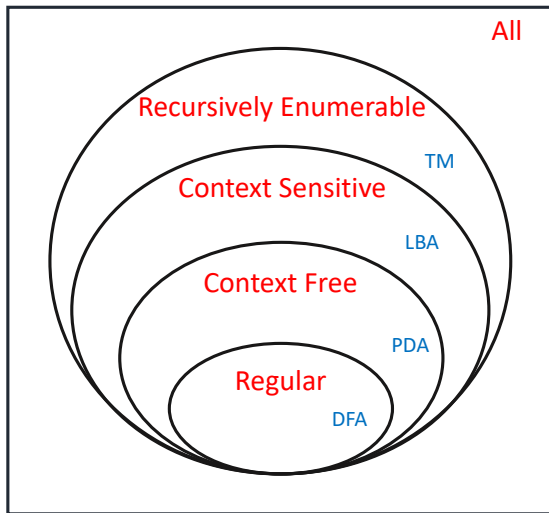 All
Recursively Enumerable
TM
Context Sensitive
LBA
Context Free
PDA
Regular
DFA